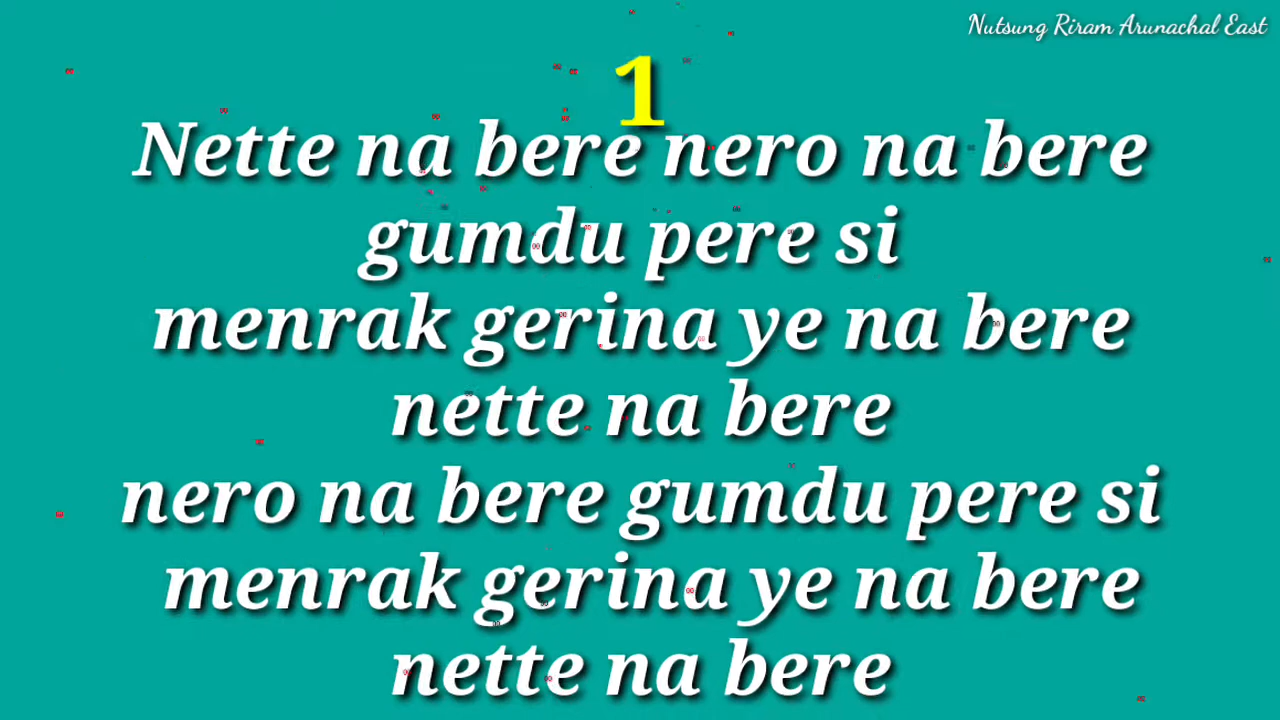 Nutsung Riram Arunachal East
1
Nette na bere nero na bere
gumdu pere si
menrak gerina ye na bere
nette na bere
nero na bere gumdu pere si
menrak gerina ye na bere
nette na bere